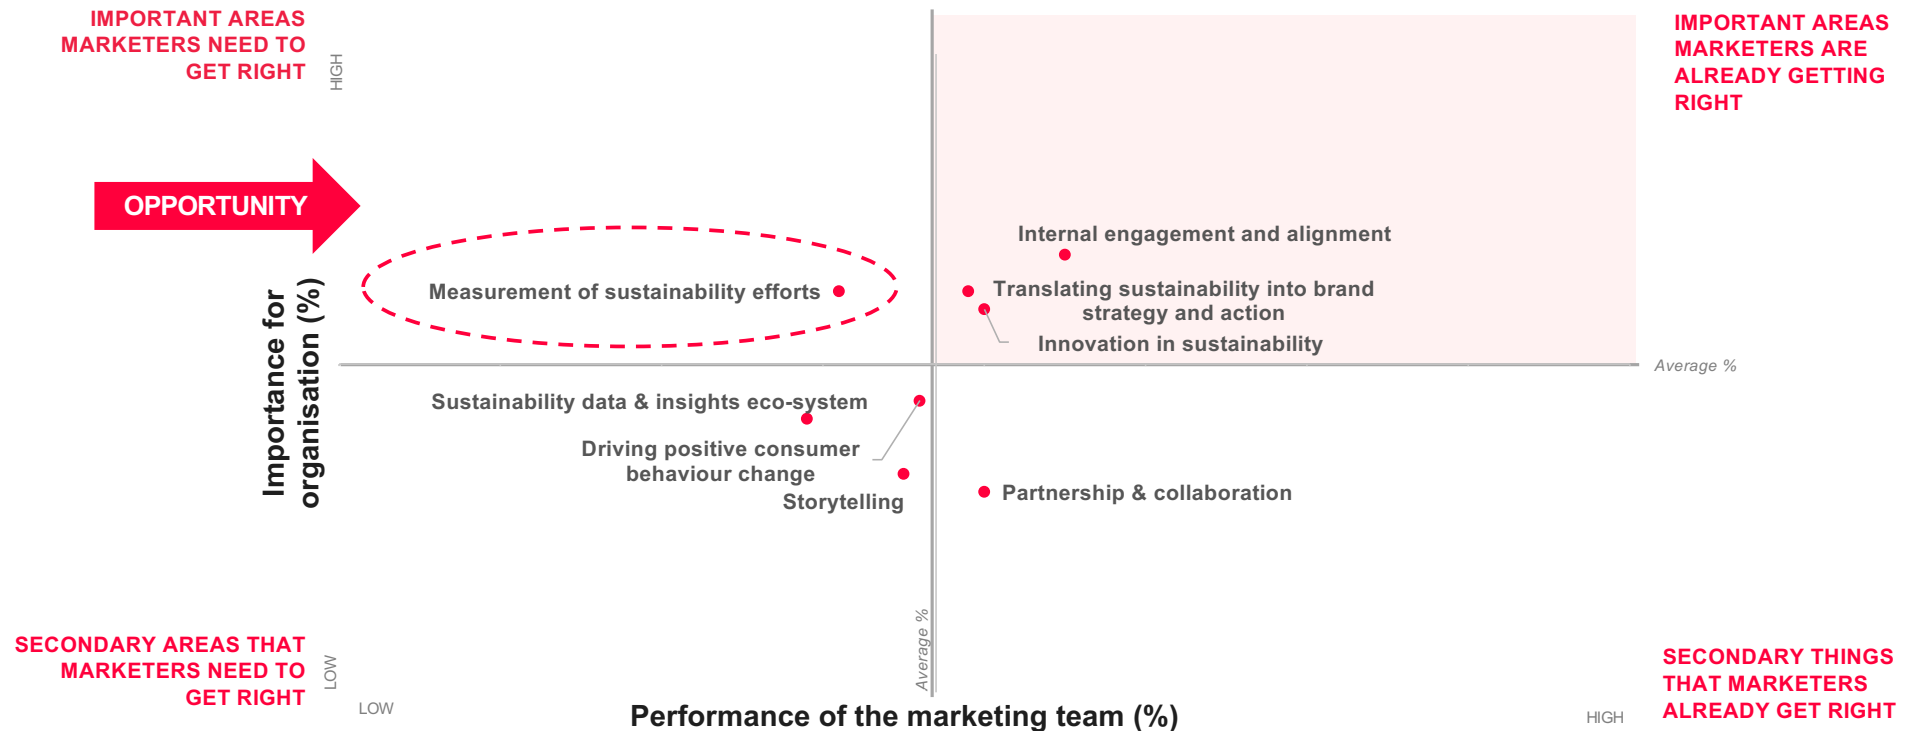 IMPORTANT AREAS
MARKETERS NEED TO
GET RIGHT
HIGH
IMPORTANT AREAS
MARKETERS ARE
ALREADY GETTING
RIGHT
OPPORTUNITY
Internal engagement and alignment
Measurement of sustainability efforts
Translating sustainability into brand
strategy and action
Innovation in sustainability
Importance for
organisation (%)
Average %
Sustainability data & insights eco-system
Driving positive consumer
behaviour change
Storytelling
Partnership & collaboration
Average %
SECONDARY AREAS THAT
MARKETERS NEED TO
GET RIGHT
LOW
LOW
Performance of the marketing team (%)
HIGH
SECONDARY THINGS
THAT MARKETERS
ALREADY GET RIGHT